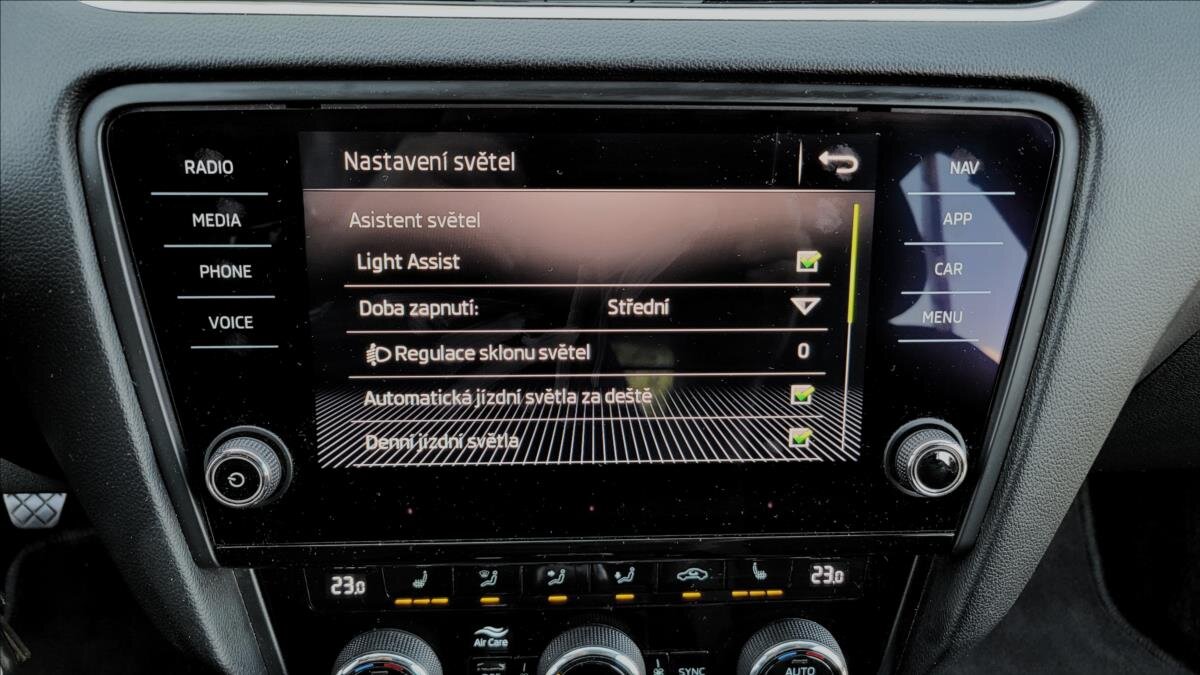 RADIO
MEDIA
PHONE
VOICE
Nastavení světel
Asistent světel
Light Assist
Doba zapnutí: Střední
Regulace sklonu světel 0
Automatická jízdní světla za deště
Denní jízdní světla
NAV
APP
CAR
MENU
23.0
23.0
Air Care
SYNC
AUTO